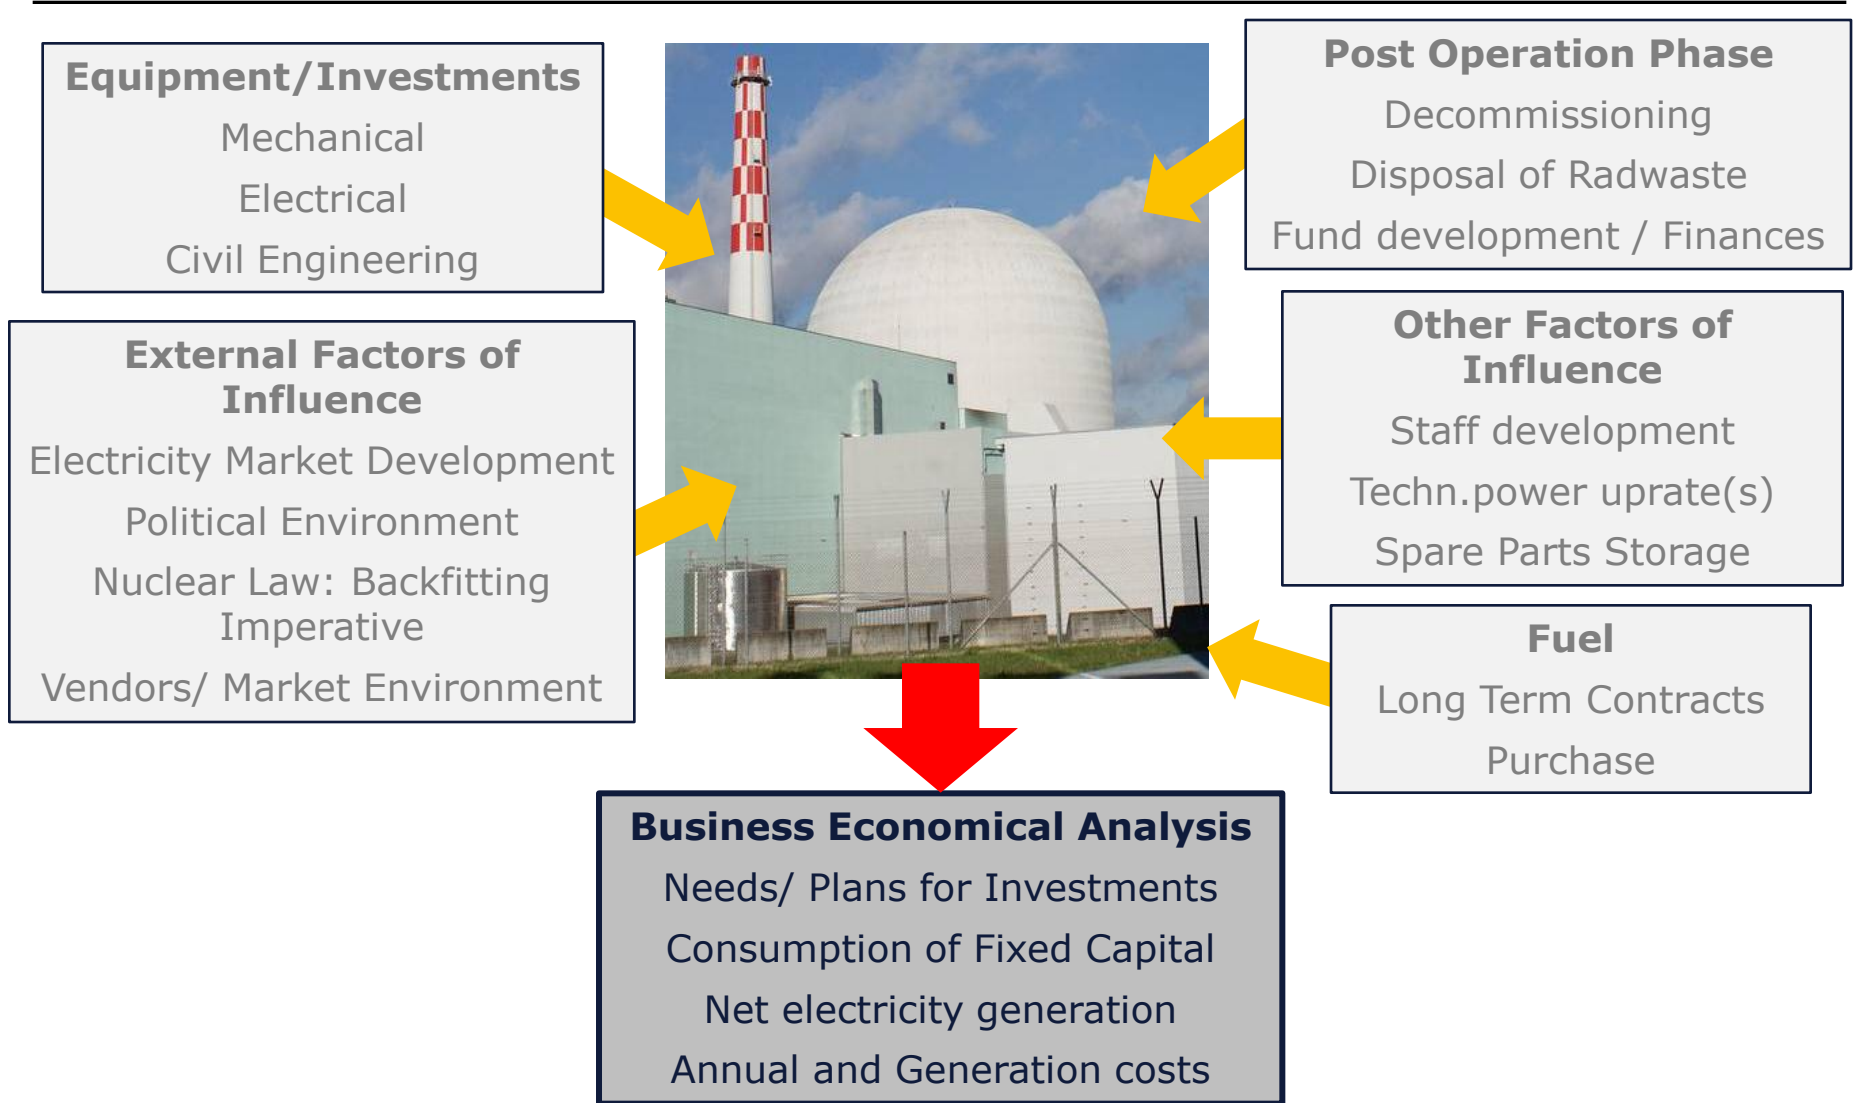 Equipment/Investments
Mechanical
Electrical
Civil Engineering
External Factors of
Influence
Electricity Market Development
Political Environment
Nuclear Law: Backfitting
Imperative
Vendors/ Market Environment
Post Operation Phase
Decommissioning
Disposal of Radwaste
Fund development / Finances
Other Factors of
Influence
Staff development
Techn.power uprate(s)
Spare Parts Storage
Fuel
Long Term Contracts
Purchase
Business Economical Analysis
Needs/ Plans for Investments
Consumption of Fixed Capital
Net electricity generation
Annual and Generation costs